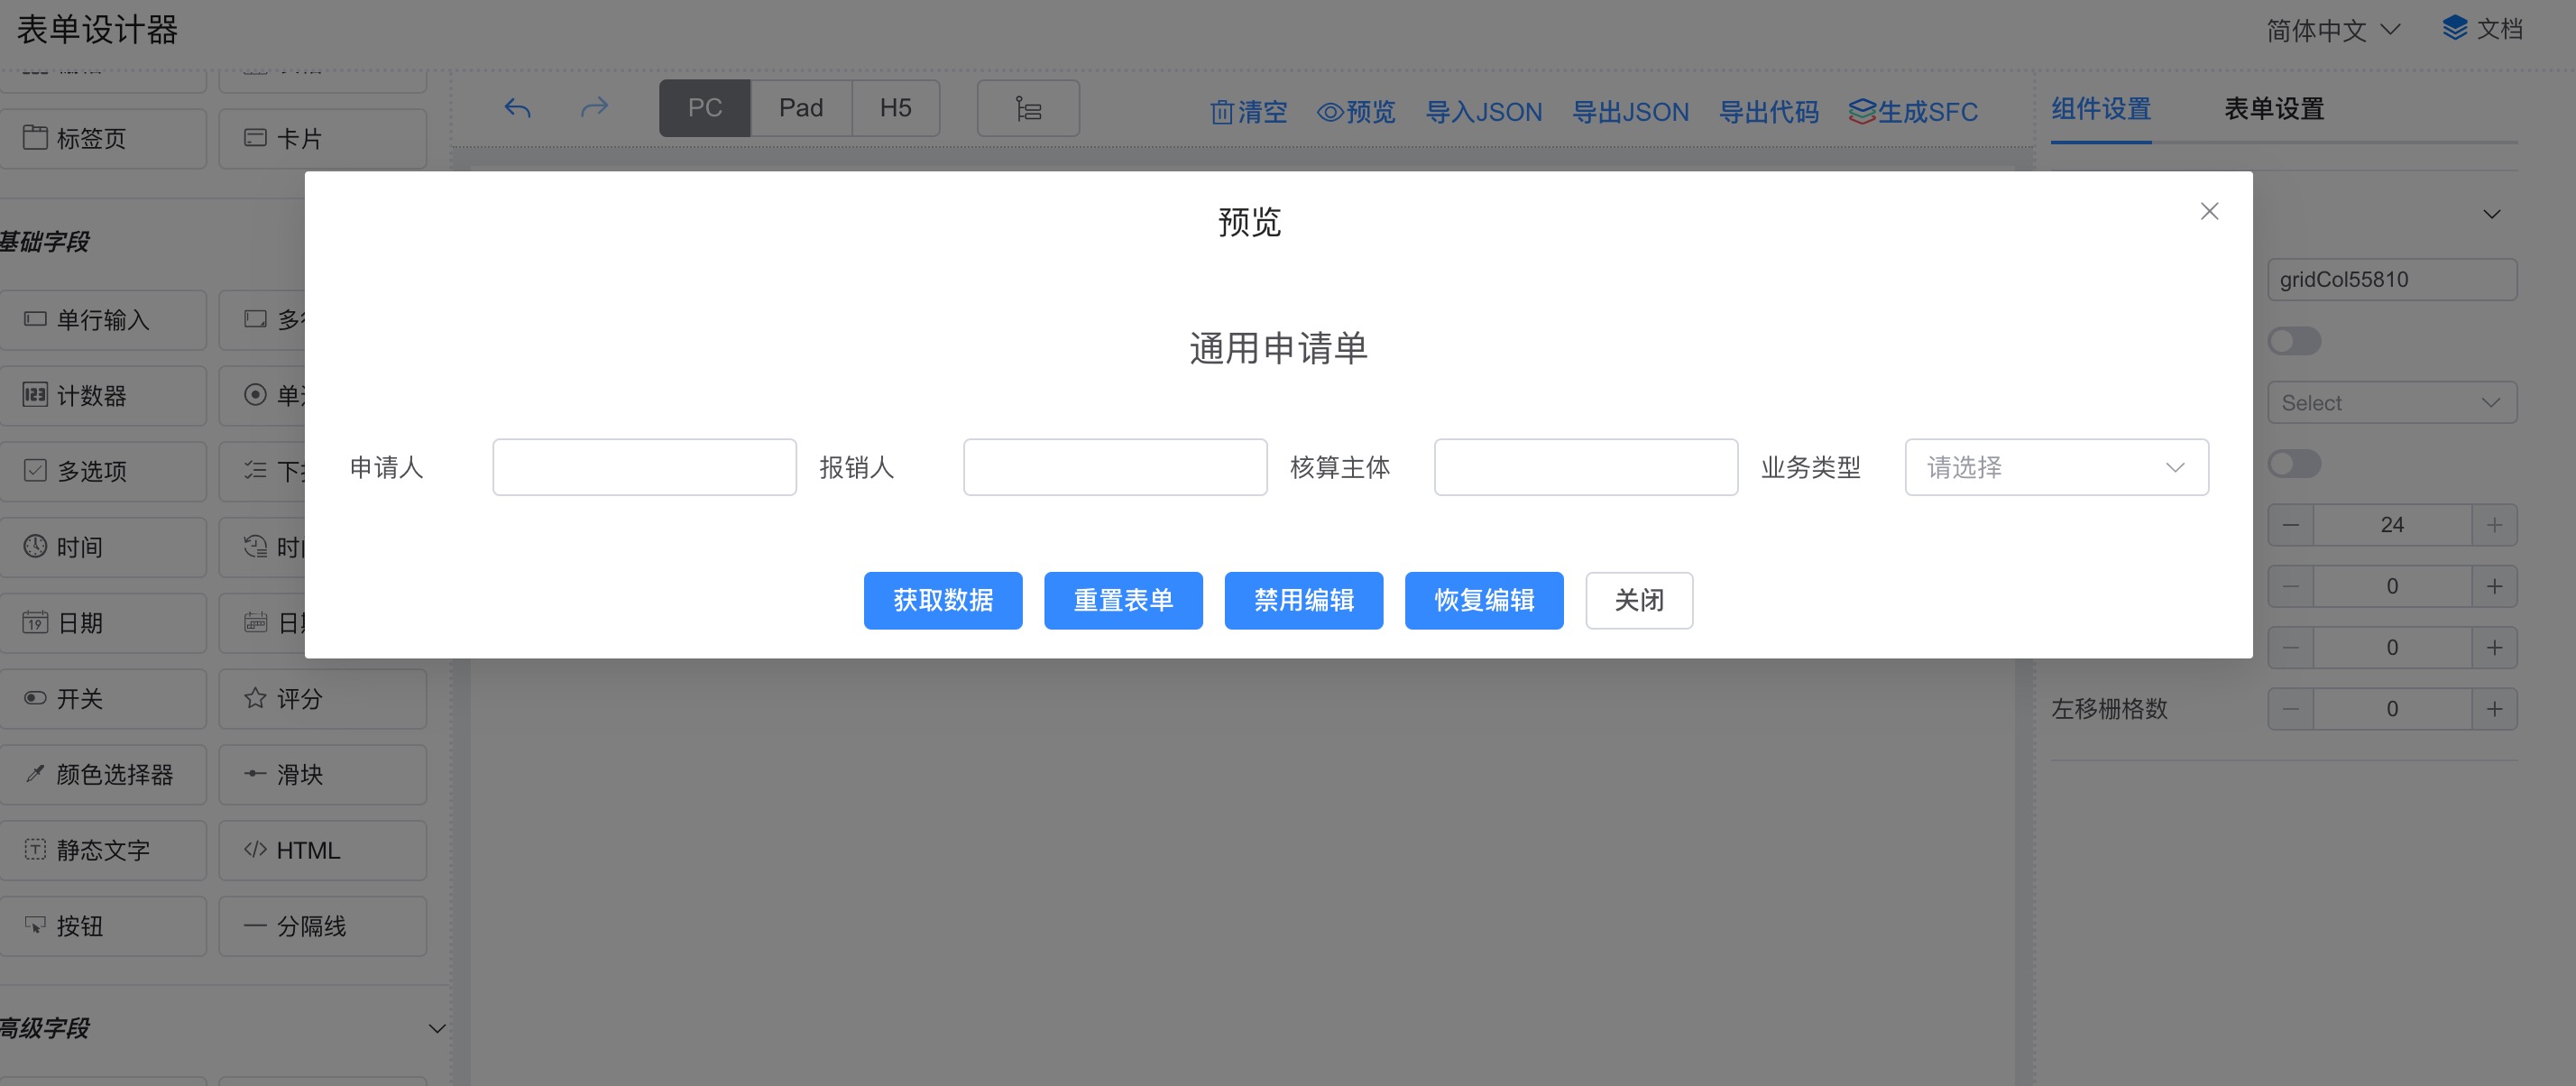 表单设计器
简体中文
文档
PC
Pad
H5
清空
预览
导入JSON
导出JSON
导出代码
生成SFC
组件设置
表单设置
标签页
卡片
基础字段
单行输入
多
计数器
单
多选项
下
时间
时
日期
日
开关
评分
颜色选择器
滑块
静态文字
HTML
按钮
分隔线
高级字段
预览
通用申请单
申请人
报销人
核算主体
业务类型
请选择
获取数据
重置表单
禁用编辑
恢复编辑
关闭
gridCol55810
Select
24
0
0
左移栅格数
0